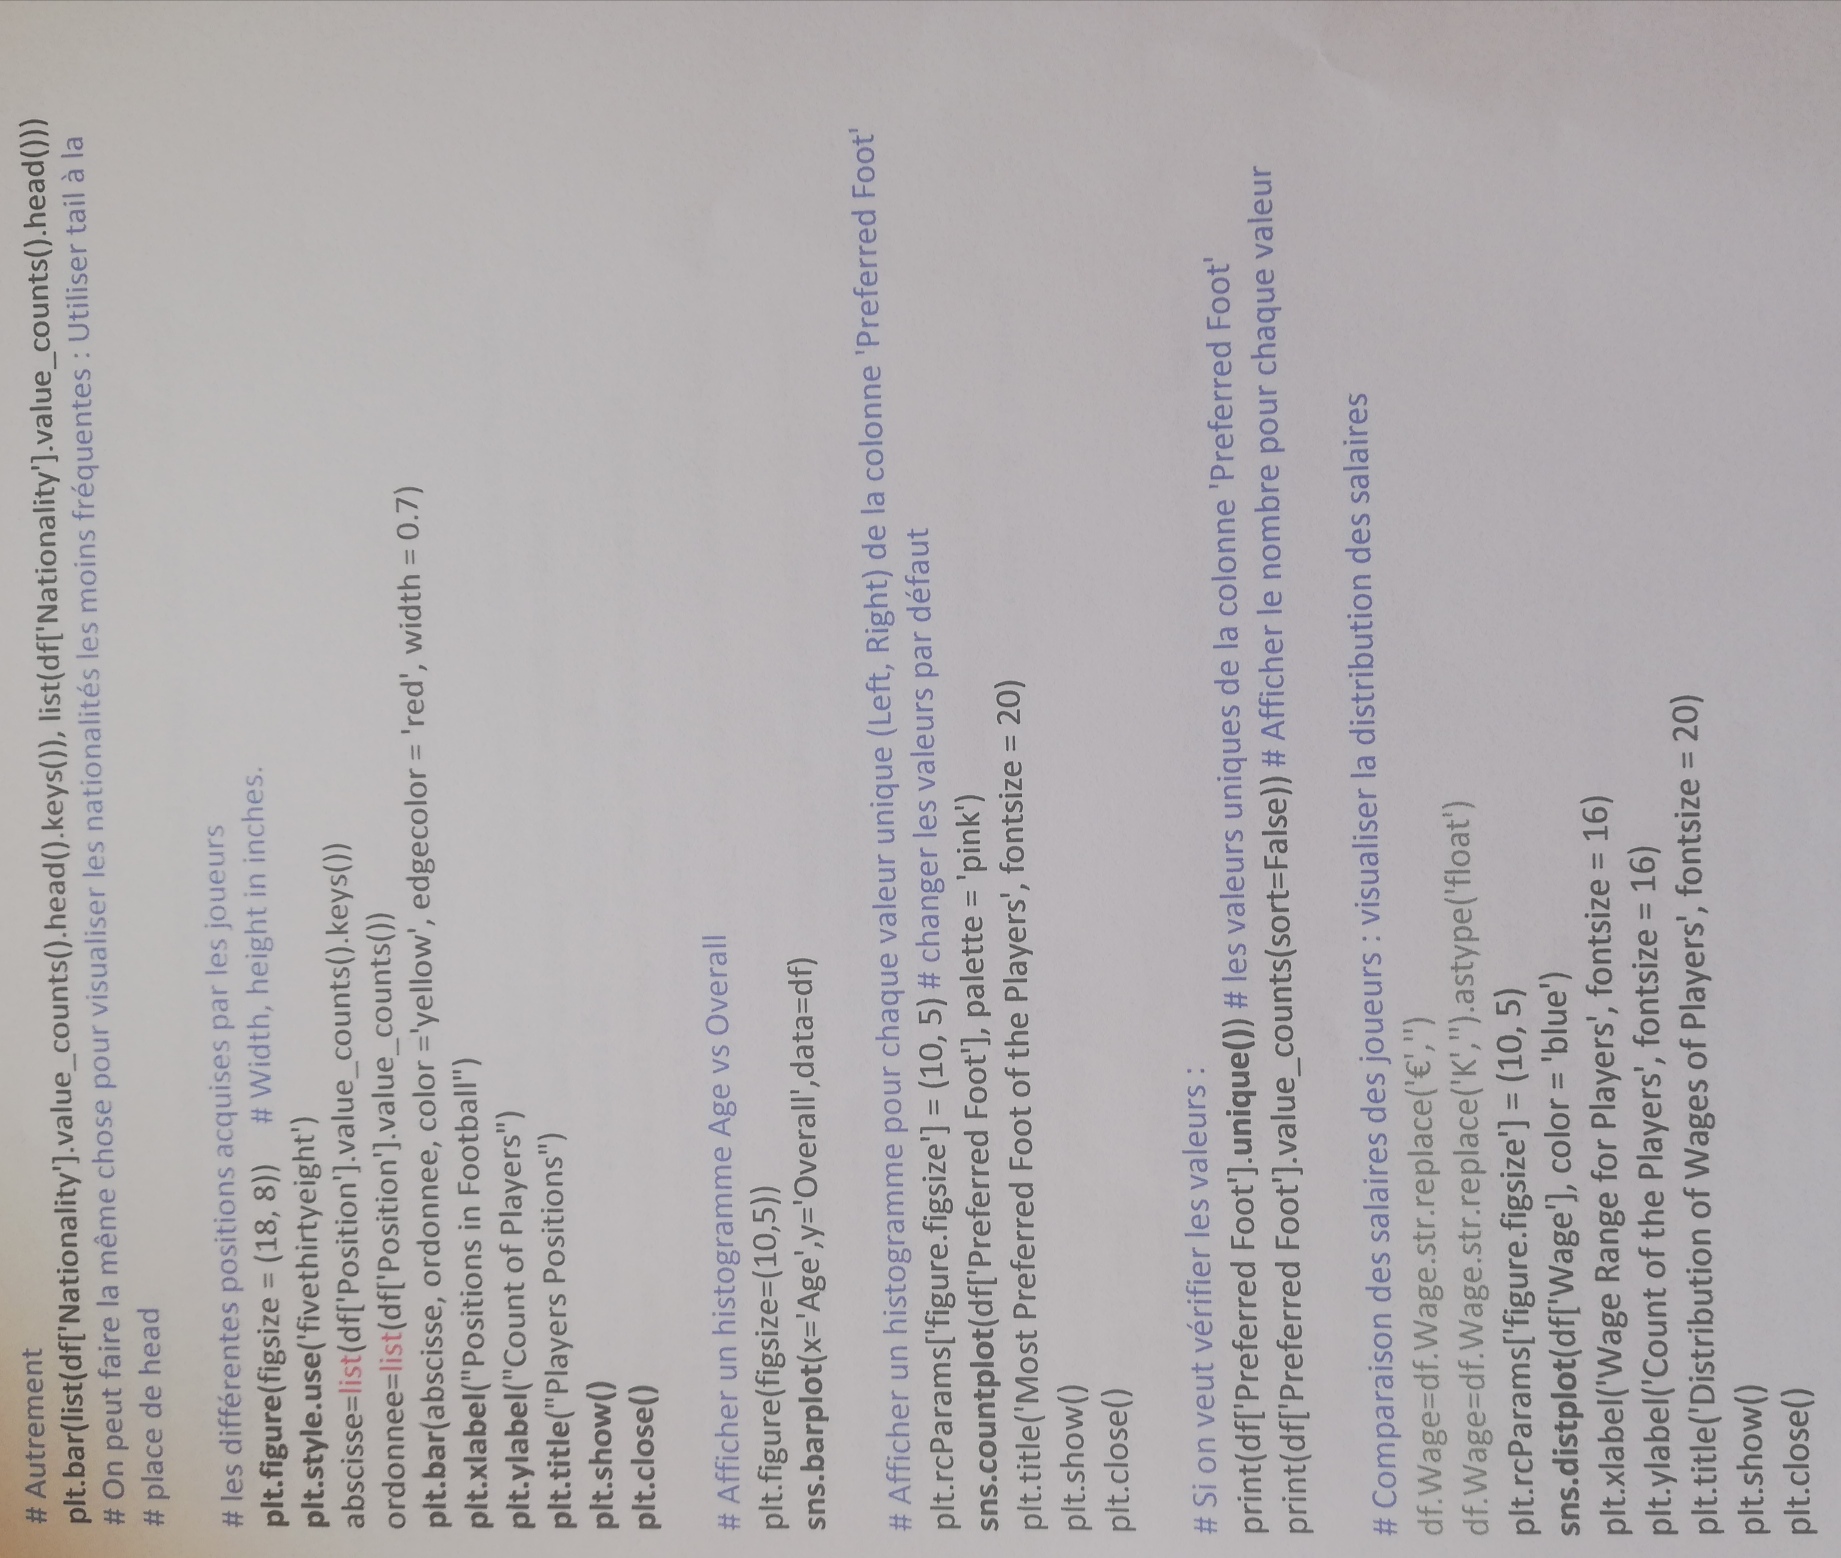 # Autrement
plt.bar(list(df['Nationality'].value_counts().head().keys()), list(df['Nationality'].value_counts().head()))
# On peut faire la même chose pour visualiser les nationalités les moins fréquentes : Utiliser tail à la
# place de head
# les différentes positions acquises par les joueurs
plt.figure(figsize = (18, 8)) # Width, height in inches.
plt.style.use('fivethirtyeight')
abscisse=list(df['Position'].value_counts().keys())
ordonnee=list(df['Position'].value_counts())
plt.bar(abscisse, ordonnee, color ='yellow', edgecolor = 'red', width = 0.7)
plt.xlabel("Positions in Football")
plt.ylabel("Count of Players")
plt.title("Players Positions")
plt.show()
plt.close()
# Afficher un histogramme Age vs Overall
plt.figure(figsize=(10,5))
sns.barplot(x='Age',y='Overall',data=df)
# Afficher un histogramme pour chaque valeur unique (Left, Right) de la colonne 'Preferred Foot'
plt.rcParams['figure.figsize'] = (10, 5) # changer les valeurs par défaut
sns.countplot(df['Preferred Foot'], palette = 'pink')
plt.title('Most Preferred Foot of the Players', fontsize = 20)
plt.show()
plt.close()
# Si on veut vérifier les valeurs :
print(df['Preferred Foot'].unique()) # les valeurs uniques de la colonne 'Preferred Foot'
print(df['Preferred Foot'].value_counts(sort=False)) # Afficher le nombre pour chaque valeur
# Comparaison des salaires des joueurs : visualiser la distribution des salaires
df.Wage=df.Wage.str.replace('€','')
df.Wage=df.Wage.str.replace('K','').astype('float')
plt.rcParams['figure.figsize'] = (10, 5)
sns.distplot(df['Wage'], color = 'blue')
plt.xlabel('Wage Range for Players', fontsize = 16)
plt.ylabel('Count of the Players', fontsize = 16)
plt.title('Distribution of Wages of Players', fontsize = 20)
plt.show()
plt.close()